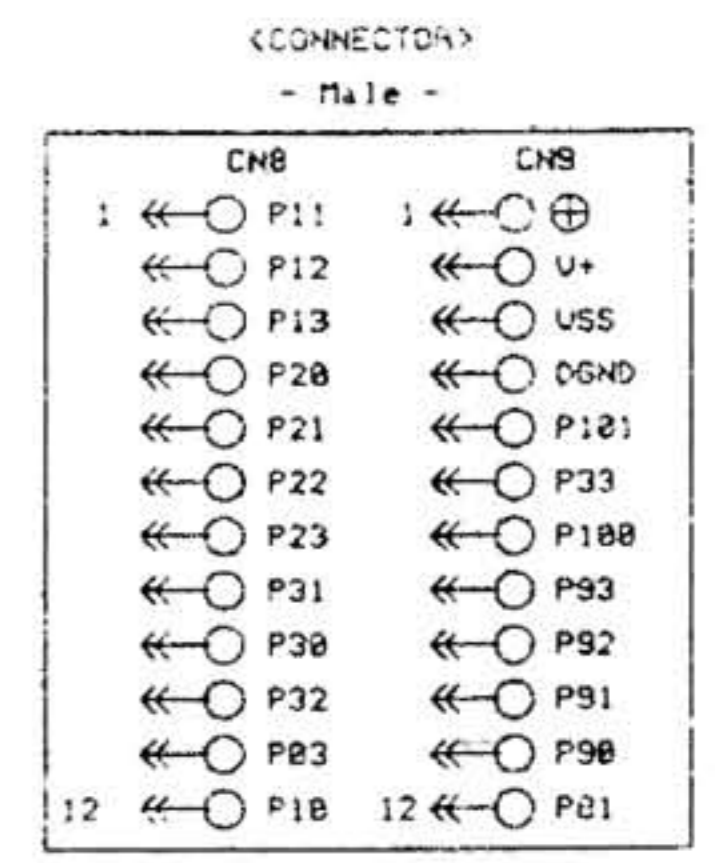 <CONNECTOR>
- Male -
CN8 CN9
1 P11 1 ⊕
P12 V+
P13 VSS
P20 DGND
P21 P101
P22 P33
P23 P100
P31 P93
P30 P92
P32 P91
P03 P90
12 P10 12 P01